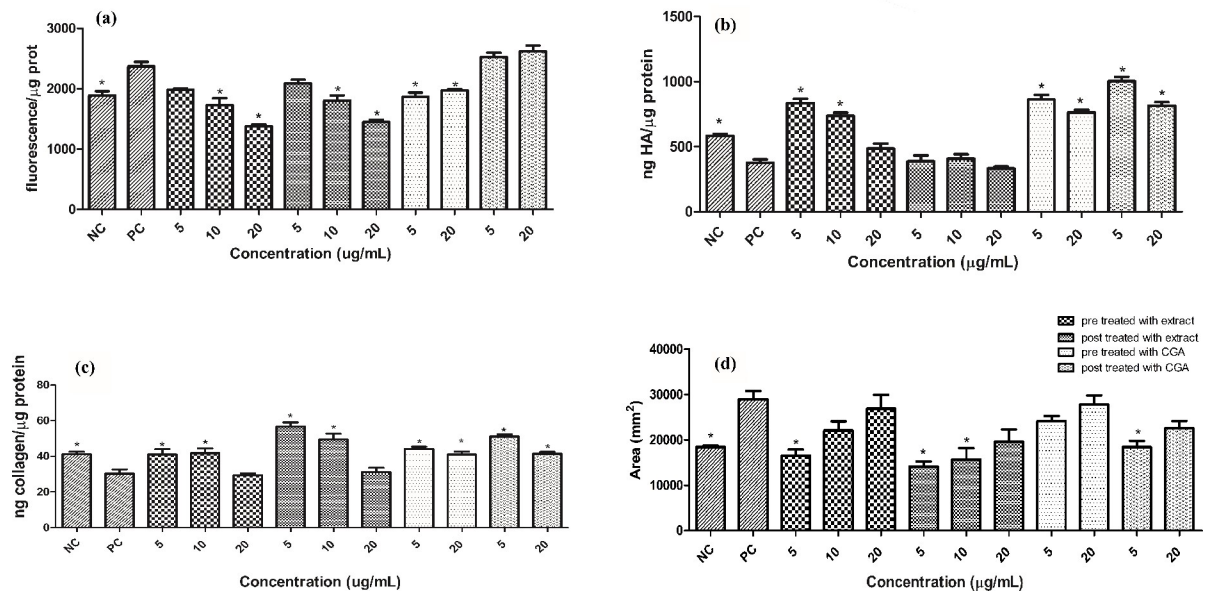 (a)
fluorescence/µg prot
3000
2000
1000
0
* * * * * * *
NC PC 5 10 20 5 10 20 5 20 5 20
Concentration (ug/mL)
(b)
ng HA/µg protein
1500
1000
500
0
* * * * * * *
NC PC 5 10 20 5 10 20 5 20 5 20
Concentration (µg/mL)
(c)
ng collagen/µg protein
80
60
40
20
0
* * * * * * * * *
NC PC 5 10 20 5 10 20 5 20 5 20
Concentration (ug/mL)
pre treated with extract
post treated with extract
pre treated with CGA
post treated with CGA
(d)
Area (mm²)
40000
30000
20000
10000
0
* * * * *
NC PC 5 10 20 5 10 20 5 20 5 20
Concentration (µg/mL)